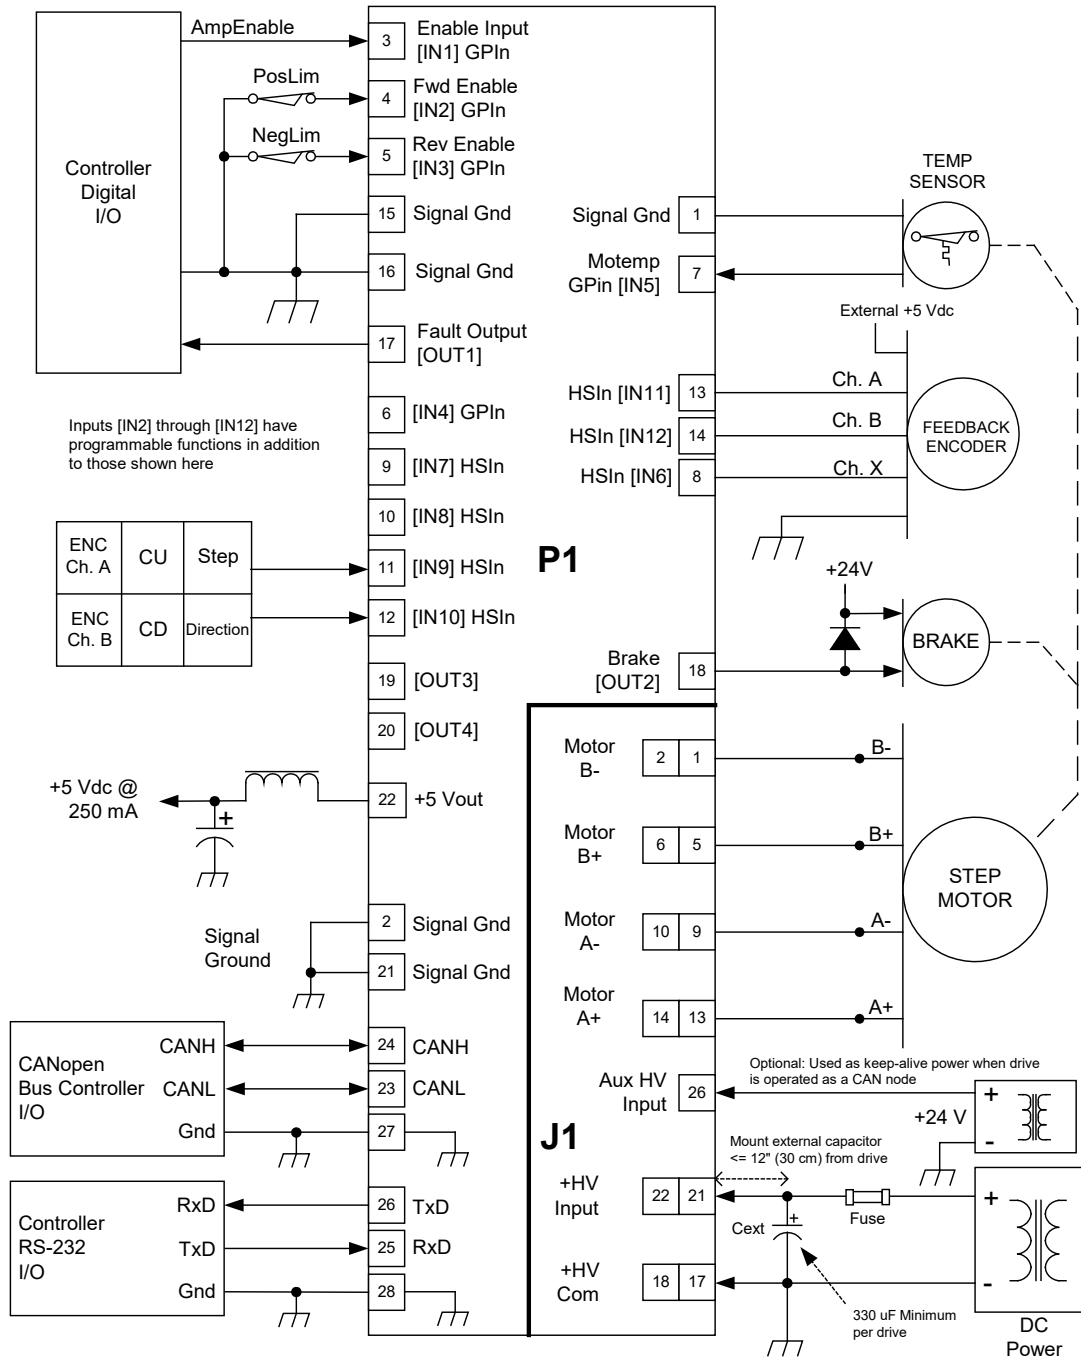 AmpEnable
3
Enable Input
[IN1] GPIn
PosLim
4
Fwd Enable
[IN2] GPIn
NegLim
5
Rev Enable
[IN3] GPIn
Controller
Digital
I/O
15
Signal Gnd
16
Signal Gnd
17
Fault Output
[OUT1]
6
[IN4] GPIn
Inputs [IN2] through [IN12] have
programmable functions in addition
to those shown here
9
[IN7] HSIn
10
[IN8] HSIn
ENC
Ch. A
CU
Step
11
[IN9] HSIn
ENC
Ch. B
CD
Direction
12
[IN10] HSIn
19
[OUT3]
20
[OUT4]
+5 Vdc @
250 mA
+
22
+5 Vout
Signal
Ground
2
Signal Gnd
21
Signal Gnd
CANopen
Bus Controller
I/O
CANH
24
CANH
CANL
23
CANL
Gnd
27
Controller
RS-232
I/O
RxD
26
TxD
TxD
25
RxD
Gnd
28
P1
J1
TEMP
SENSOR
Signal Gnd
1
Motemp
GPin [IN5]
7
External +5 Vdc
HSIn [IN11]
13
Ch. A
HSIn [IN12]
14
Ch. B
HSIn [IN6]
8
Ch. X
FEEDBACK
ENCODER
+24V
BRAKE
Brake
[OUT2]
18
Motor
B-
2
1
B-
Motor
B+
6
5
B+
STEP
MOTOR
Motor
A-
10
9
A-
Motor
A+
14
13
A+
Optional: Used as keep-alive power when drive
is operated as a CAN node
Aux HV
Input
26
+24 V
+
-
Mount external capacitor
<= 12" (30 cm) from drive
+HV
Input
22
21
Fuse
+
Cext
+
+HV
Com
18
17
-
330 uF Minimum
per drive
DC
Power